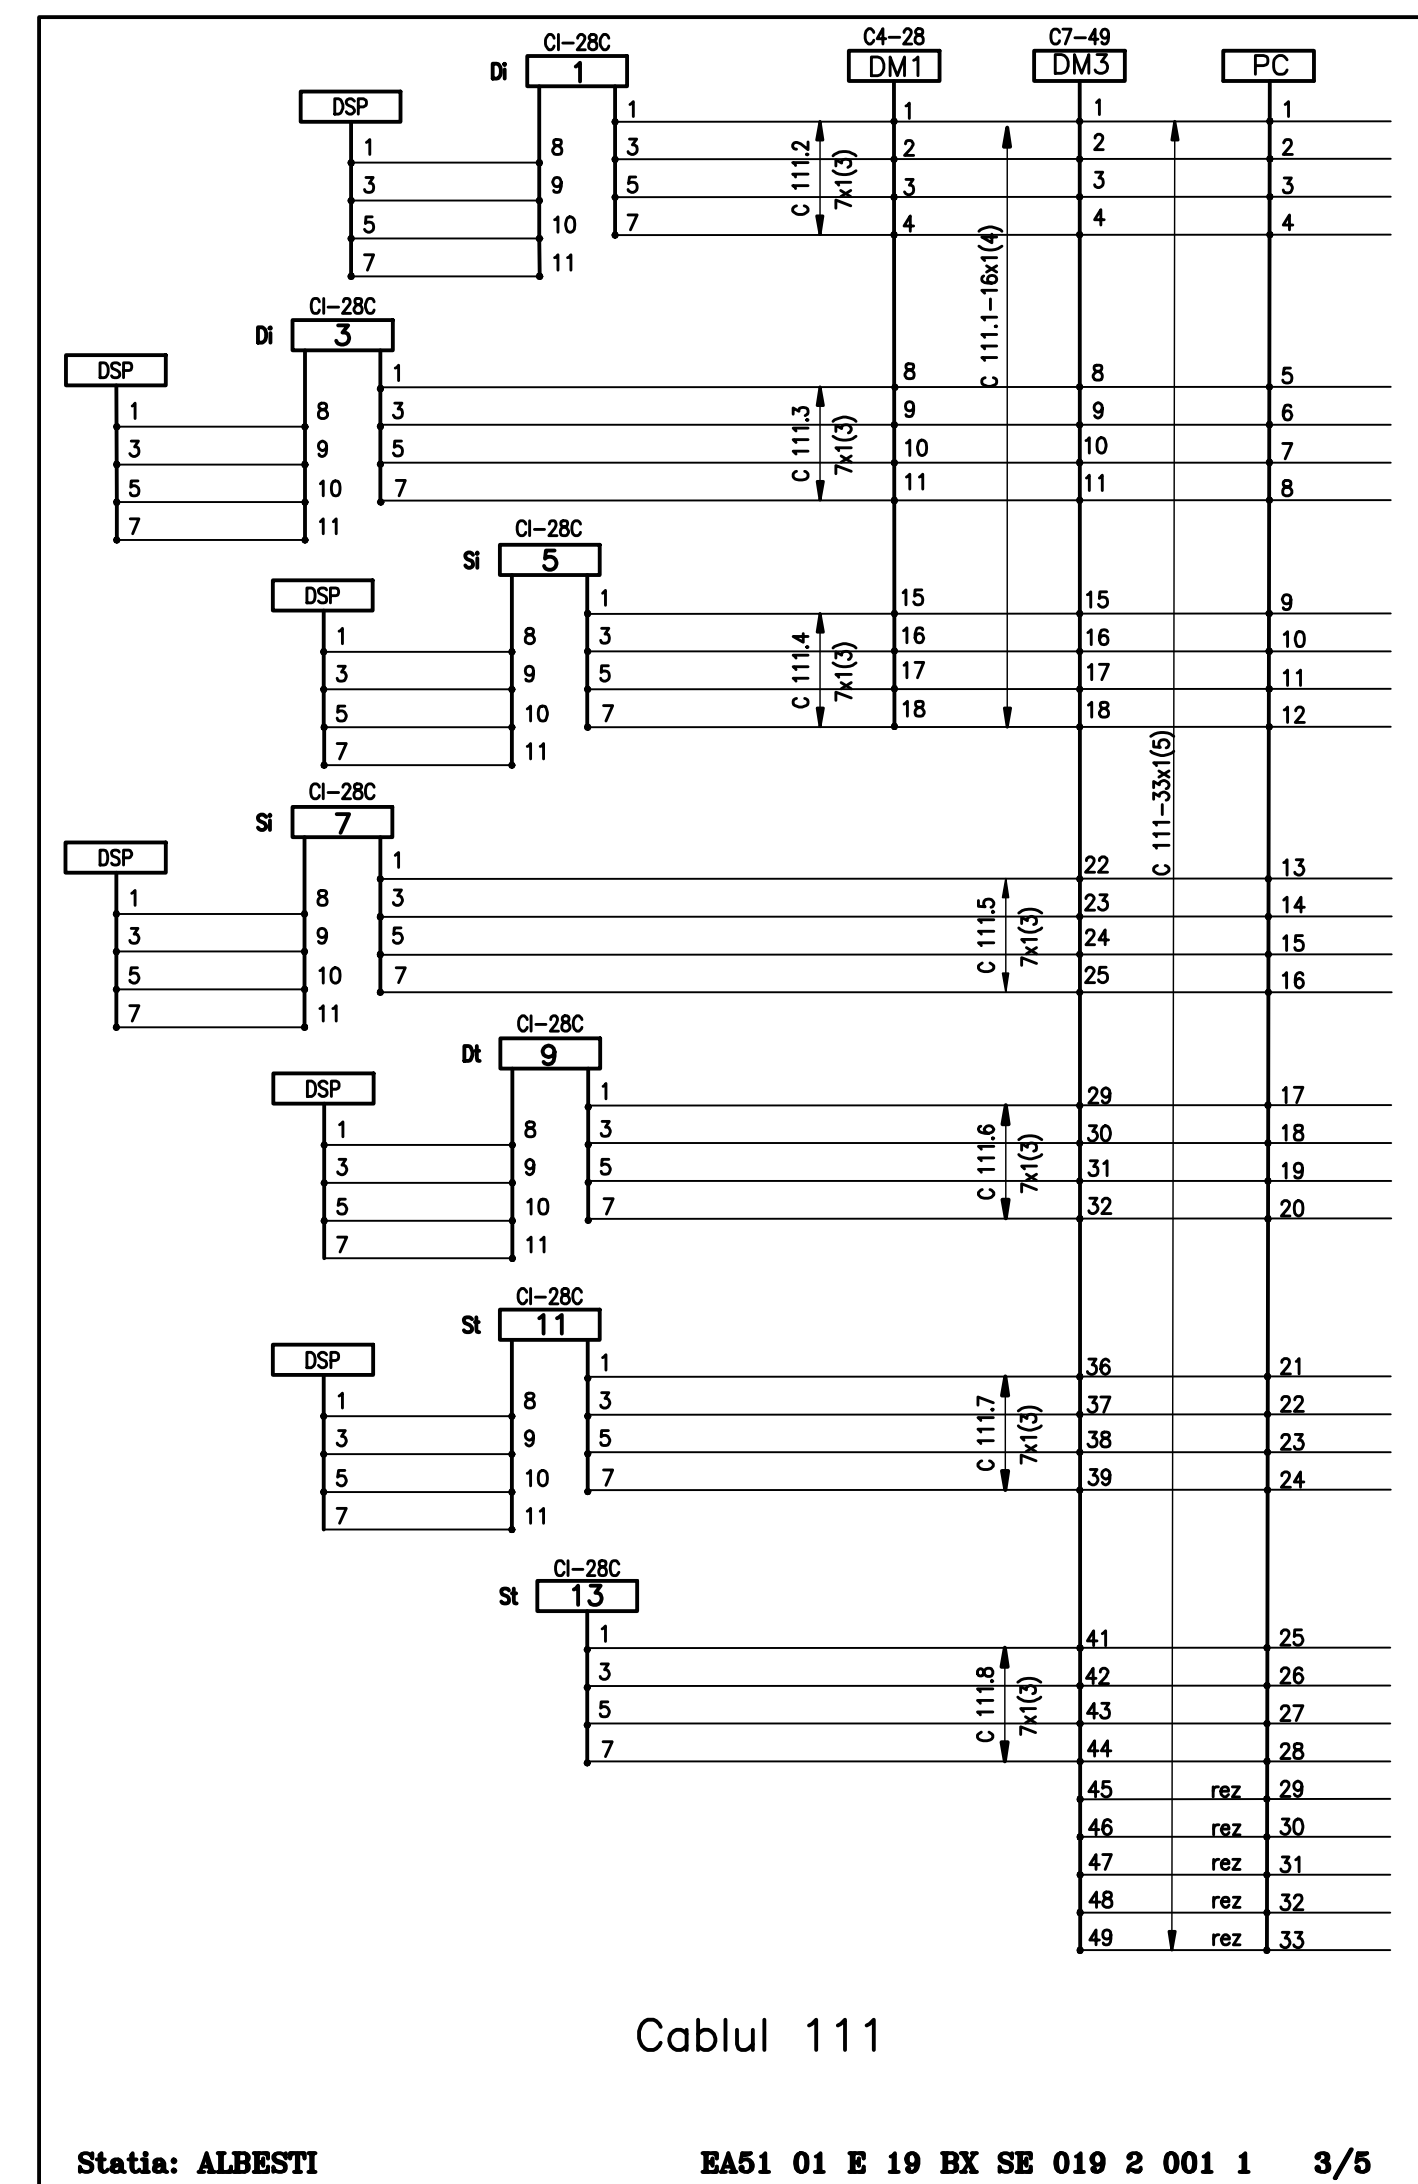 CI-28C C4-28 C7-49
Di 1 DM1 DM3 PC
DSP
1 1 1 1
1 8 3 2 2 2
3 9 5 3 3 3
5 10 7 4 4 4
7 11
C 111.2
7x1(3)
C 111.1-16x1(4)
CI-28C
Di 3
DSP
1 8 8 5
1 8 3 9 9 6
3 9 5 10 10 7
5 10 7 11 11 8
7 11
C 111.3
7x1(3)
CI-28C
Si 5
DSP
1 15 15 9
1 8 3 16 16 10
3 9 5 17 17 11
5 10 7 18 18 12
7 11
C 111.4
7x1(3)
C 111-33x1(5)
CI-28C
Si 7
DSP
1 22 13
1 8 3 23 14
3 9 5 24 15
5 10 7 25 16
7 11
C 111.5
7x1(3)
CI-28C
Dt 9
DSP
1 29 17
1 8 3 30 18
3 9 5 31 19
5 10 7 32 20
7 11
C 111.6
7x1(3)
CI-28C
St 11
DSP
1 36 21
1 8 3 37 22
3 9 5 38 23
5 10 7 39 24
7 11
C 111.7
7x1(3)
CI-28C
St 13
1 41 25
3 42 26
5 43 27
7 44 28
C 111.8
7x1(3)
45 rez 29
46 rez 30
47 rez 31
48 rez 32
49 rez 33
Cablul 111
Statia: ALBESTI EA51 01 E 19 BX SE 019 2 001 1 3/5